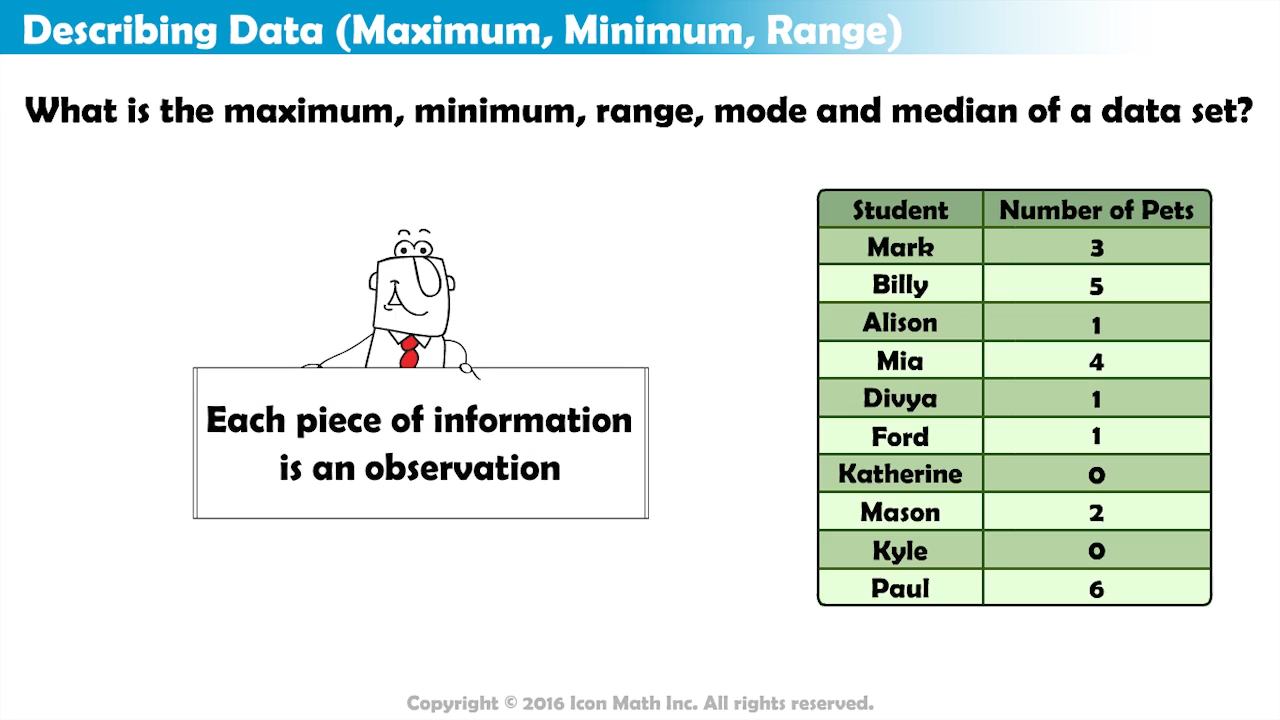 Describing Data (Maximum, Minimum, Range)
What is the maximum, minimum, range, mode and median of a data set?
Each piece of information
is an observation
Student Number of Pets
Mark 3
Billy 5
Alison 1
Mia 4
Divya 1
Ford 1
Katherine 0
Mason 2
Kyle 0
Paul 6
Copyright © 2016 Icon Math Inc. All rights reserved.